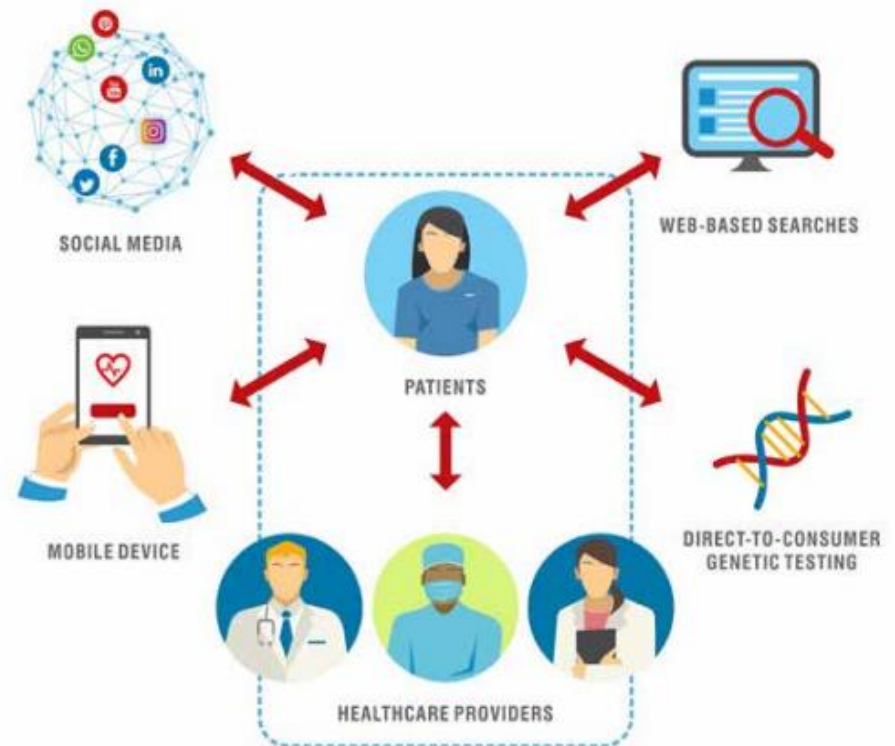 SOCIAL MEDIA
WEB-BASED SEARCHES
PATIENTS
MOBILE DEVICE
DIRECT-TO-CONSUMER
GENETIC TESTING
HEALTHCARE PROVIDERS